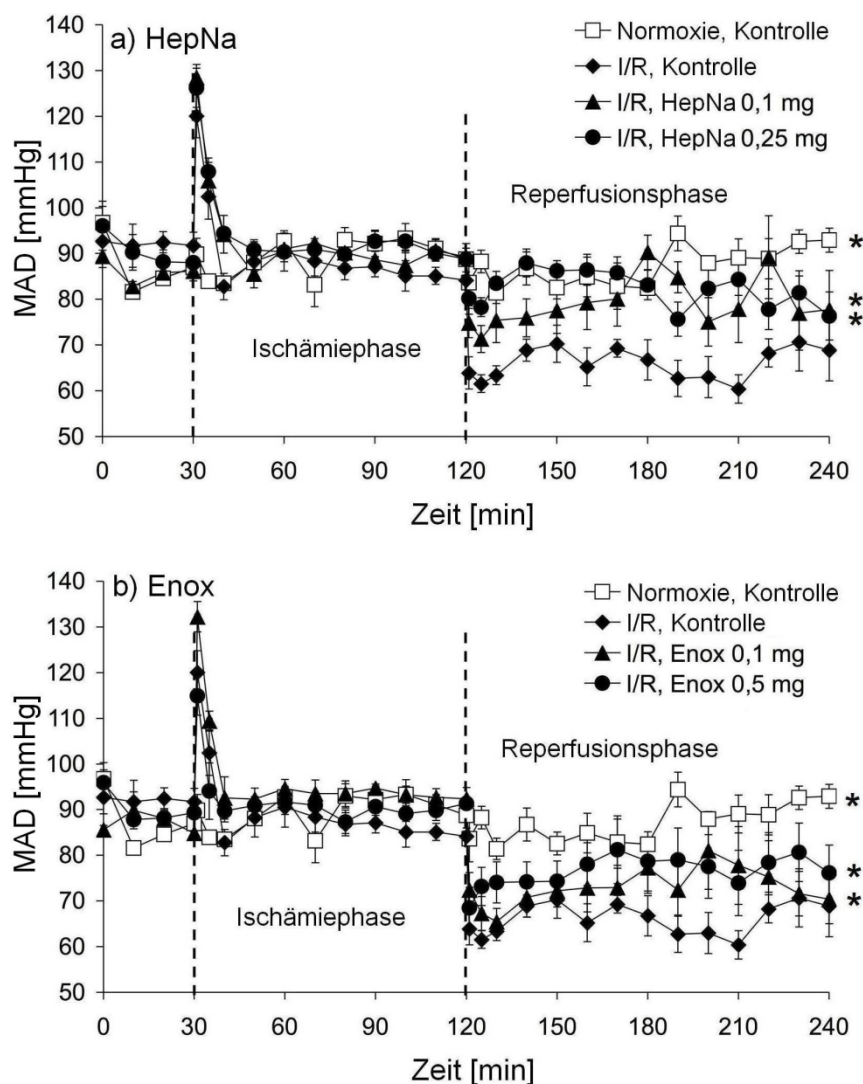 a) HepNa
Normoxie, Kontrolle
I/R, Kontrolle
I/R, HepNa 0,1 mg
I/R, HepNa 0,25 mg
140
130
120
110
100
90
80
70
60
50
MAD [mmHg]
Ischämiephase
Reperfusionsphase
*
*
*
0 30 60 90 120 150 180 210 240
Zeit [min]
b) Enox
Normoxie, Kontrolle
I/R, Kontrolle
I/R, Enox 0,1 mg
I/R, Enox 0,5 mg
140
130
120
110
100
90
80
70
60
50
MAD [mmHg]
Ischämiephase
Reperfusionsphase
*
*
*
0 30 60 90 120 150 180 210 240
Zeit [min]